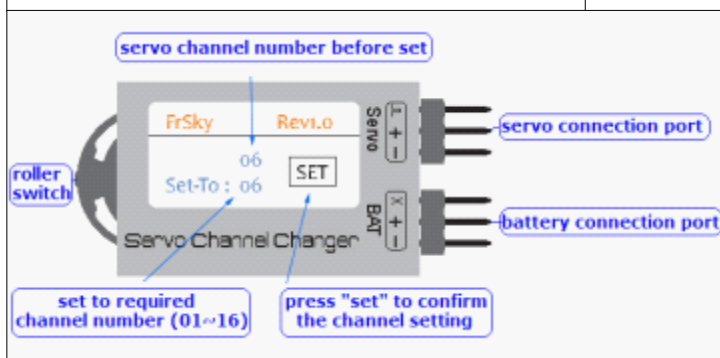 servo channel number before set
FrSky Rev1.0
06
Set-To : 06
SET
Servo
⎍ + −
BAT
X + −
Servo Channel Changer
roller
switch
servo connection port
battery connection port
set to required
channel number (01~16)
press "set" to confirm
the channel setting